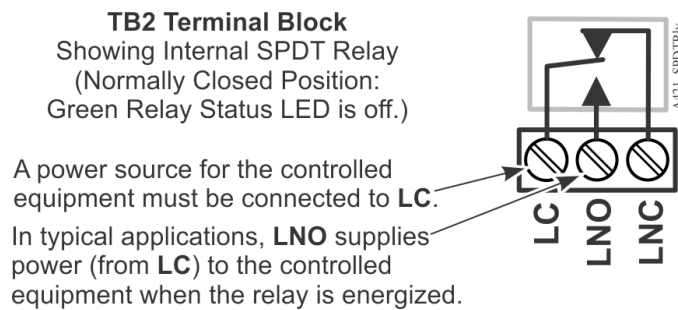 TB2 Terminal Block
Showing Internal SPDT Relay
(Normally Closed Position:
Green Relay Status LED is off.)
A421_SPDTRly
A power source for the controlled
equipment must be connected to LC.
In typical applications, LNO supplies
power (from LC) to the controlled
equipment when the relay is energized.
LC
LNO
LNC